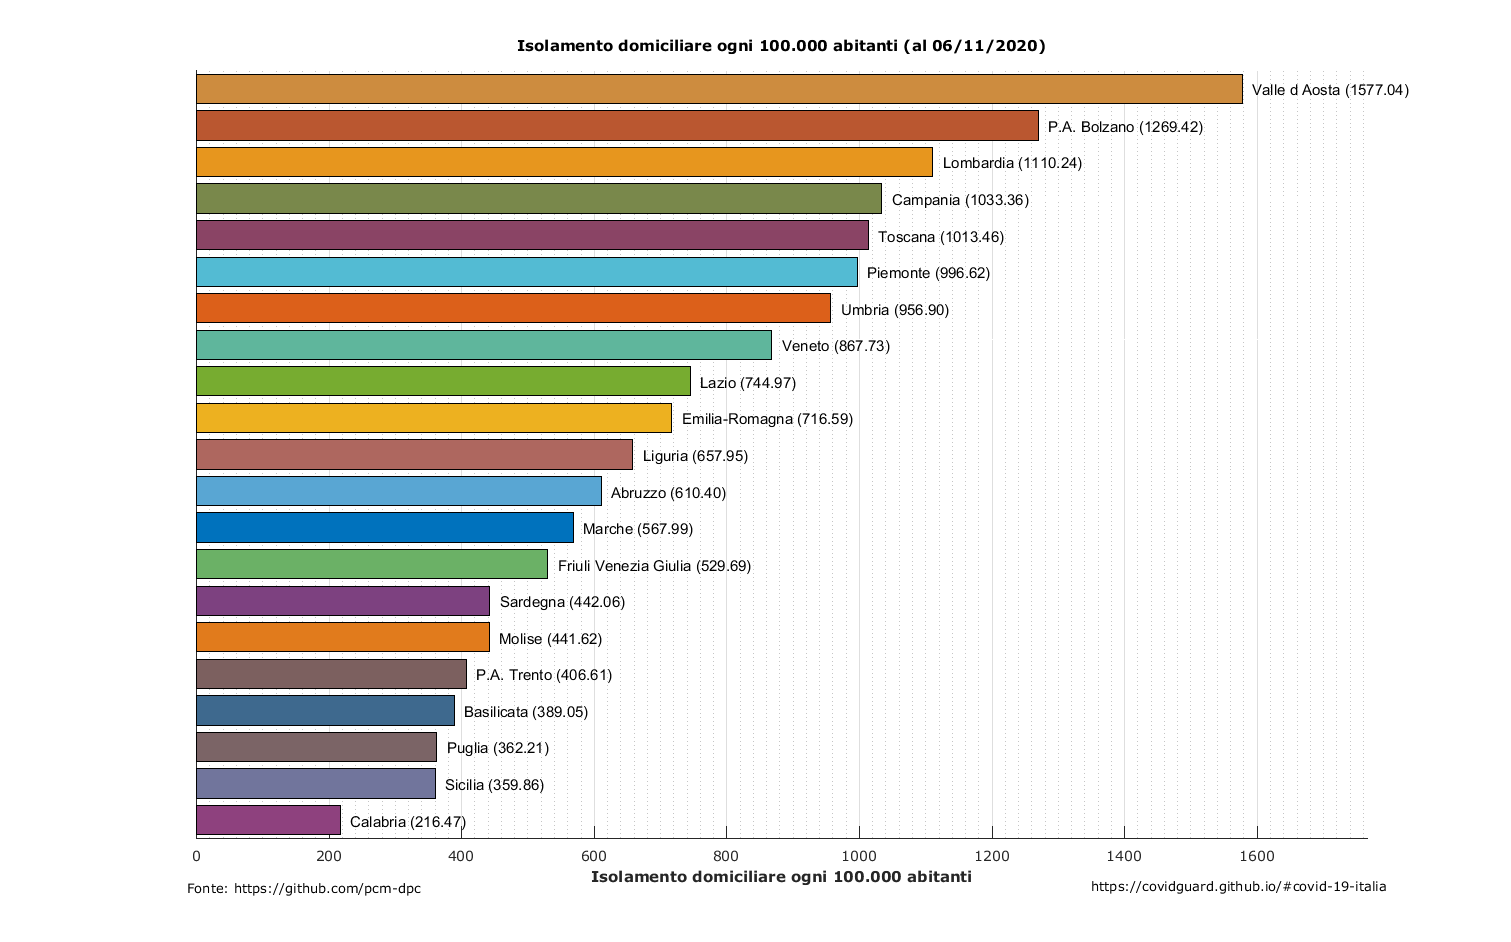 Isolamento domiciliare ogni 100.000 abitanti (al 06/11/2020)
Valle d Aosta (1577.04)
P.A. Bolzano (1269.42)
Lombardia (1110.24)
Campania (1033.36)
Toscana (1013.46)
Piemonte (996.62)
Umbria (956.90)
Veneto (867.73)
Lazio (744.97)
Emilia-Romagna (716.59)
Liguria (657.95)
Abruzzo (610.40)
Marche (567.99)
Friuli Venezia Giulia (529.69)
Sardegna (442.06)
Molise (441.62)
P.A. Trento (406.61)
Basilicata (389.05)
Puglia (362.21)
Sicilia (359.86)
Calabria (216.47)
0 200 400 600 800 1000 1200 1400 1600
Isolamento domiciliare ogni 100.000 abitanti
Fonte: https://github.com/pcm-dpc
https://covidguard.github.io/#covid-19-italia